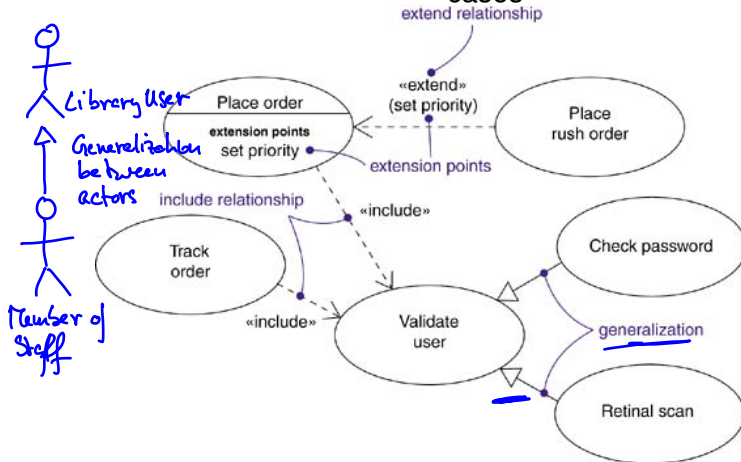 cases
extend relationship
«extend»
(set priority)
Place order
extension points
set priority
Place
rush order
extension points
Library User
Generalization
between
actors
include relationship
«include»
Track
order
«include»
Check password
Validate
user
generalization
Member of
Staff
Retinal scan